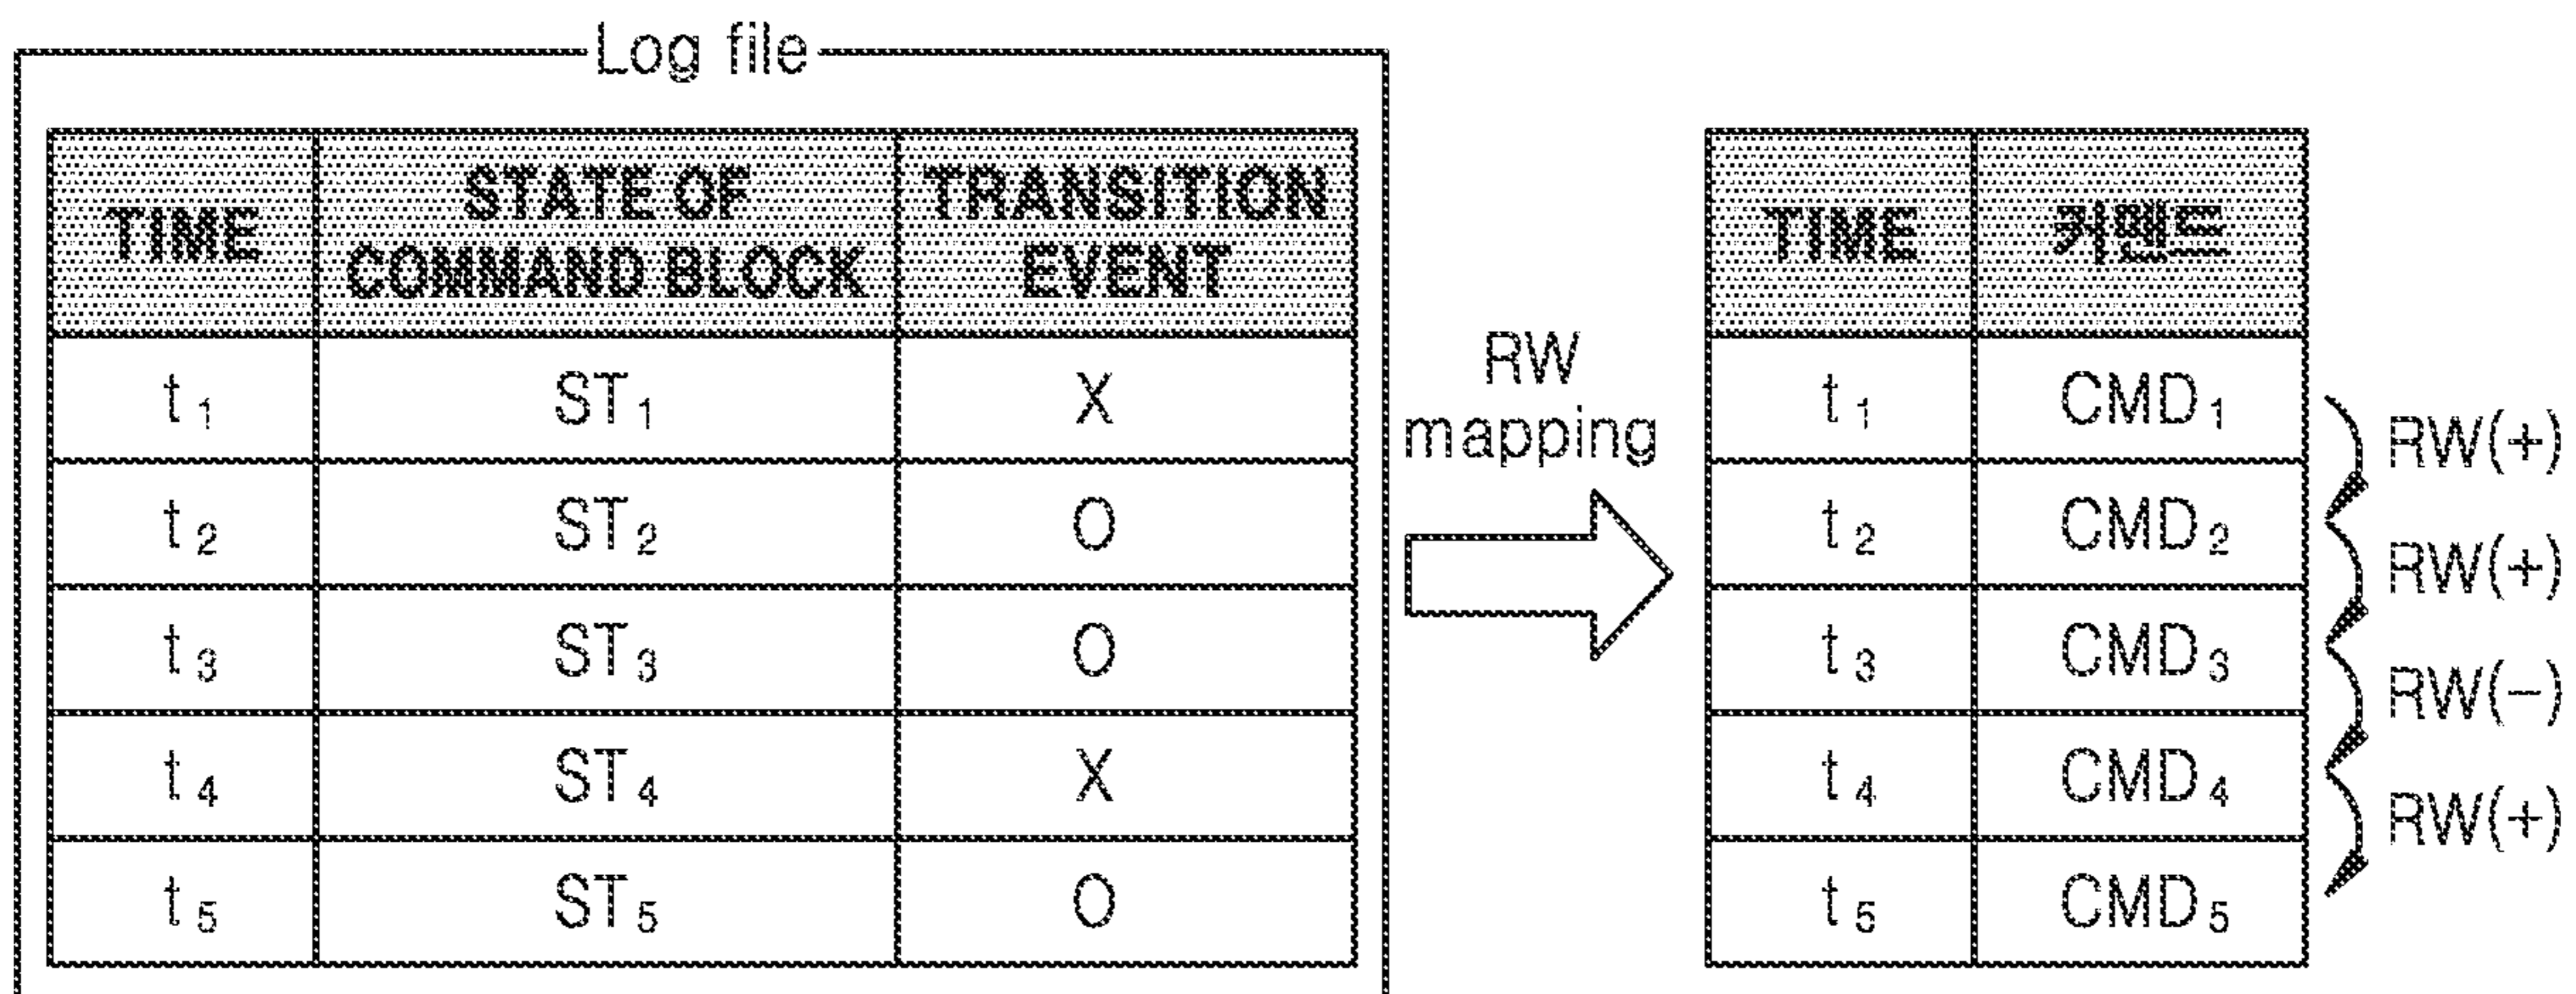 Log file
TIME
STATE OF
COMMAND BLOCK
TRANSITION
EVENT
t₁ ST₁ X
t₂ ST₂ O
t₃ ST₃ O
t₄ ST₄ X
t₅ ST₅ O
RW
mapping
TIME 커맨드
t₁ CMD₁
t₂ CMD₂
t₃ CMD₃
t₄ CMD₄
t₅ CMD₅
RW(+)
RW(+)
RW(−)
RW(+)